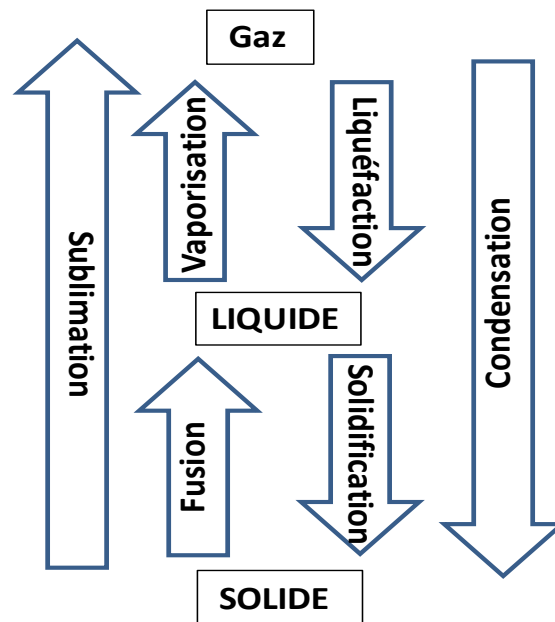 Gaz
Sublimation
Vaporisation
Liquéfaction
Condensation
LIQUIDE
Fusion
Solidification
SOLIDE